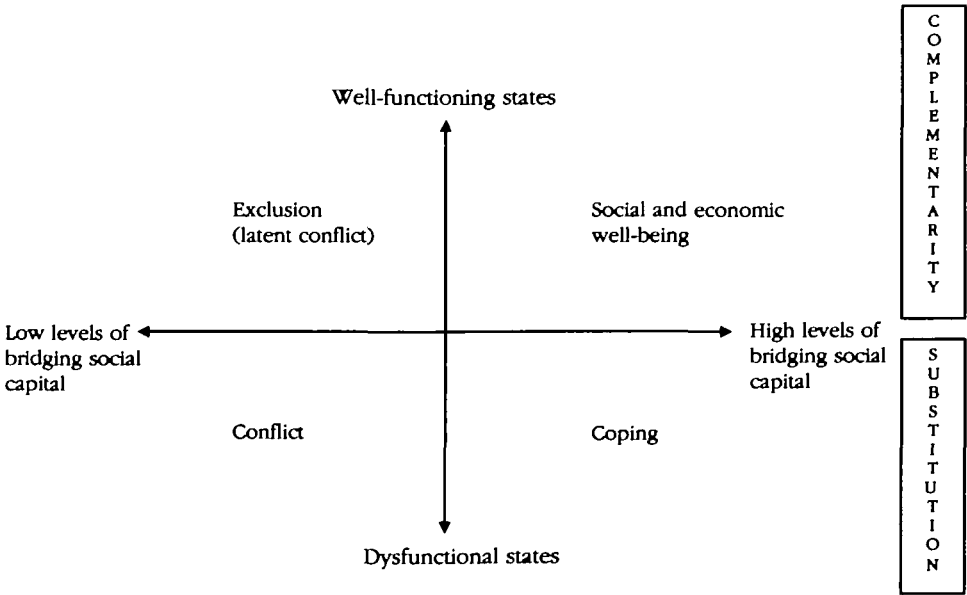 Well-functioning states
Exclusion
(latent conflict)
Social and economic
well-being
Low levels of
bridging social
capital
High levels of
bridging social
capital
Conflict
Coping
Dysfunctional states
COMPLEMENTARITY
SUBSTITUTION